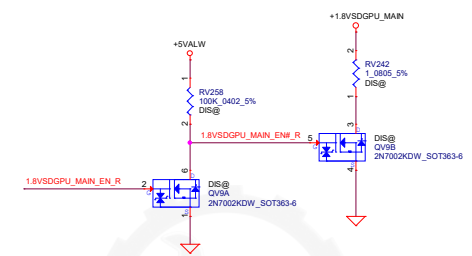 +1.8VSDGPU_MAIN
+5VALW
2
RV242
1_0805_5%
DIS@
1
1
RV258
100K_0402_5%
DIS@
2
1.8VSDGPU_MAIN_EN#_R
5
3
DIS@
QV9B
2N7002KDW_SOT363-6
4
1.8VSDGPU_MAIN_EN_R
2
6
DIS@
QV9A
2N7002KDW_SOT363-6
1